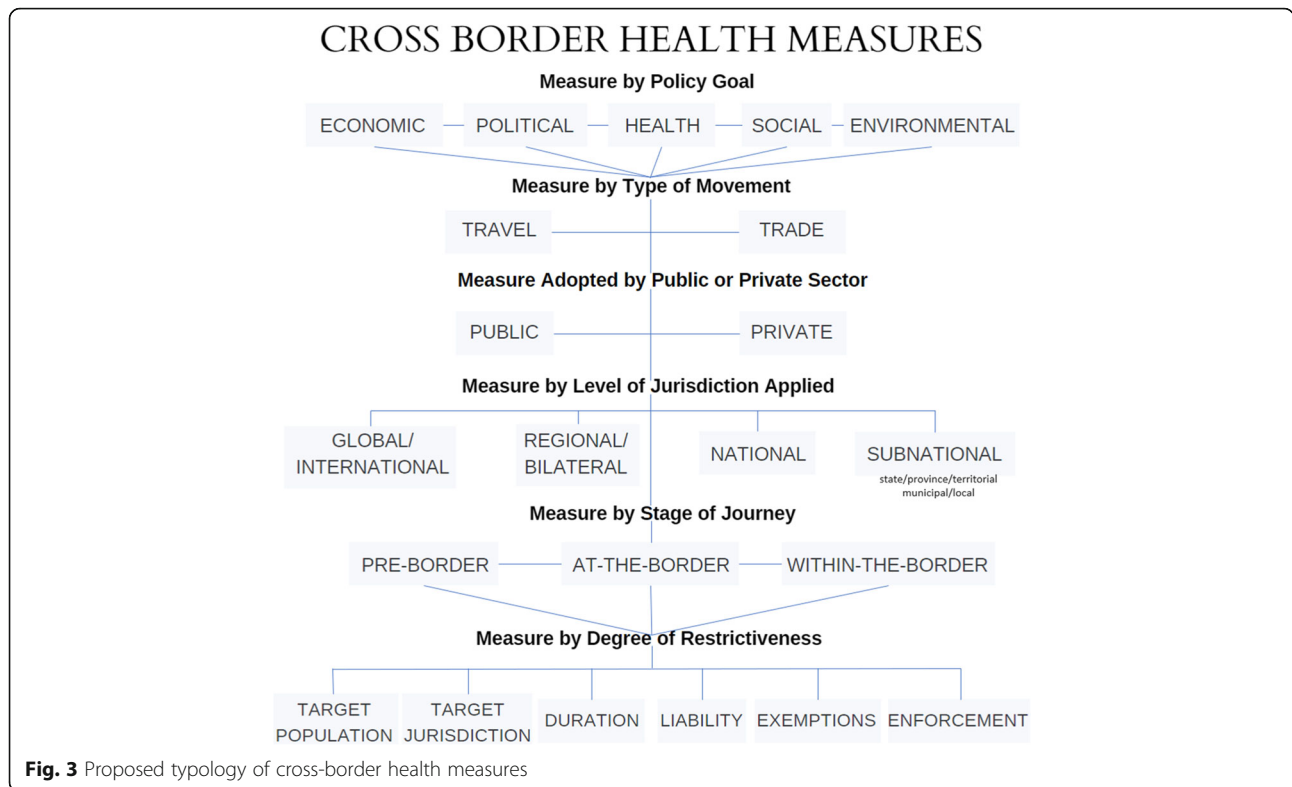 CROSS BORDER HEALTH MEASURES
Measure by Policy Goal
ECONOMIC POLITICAL HEALTH SOCIAL ENVIRONMENTAL
Measure by Type of Movement
TRAVEL TRADE
Measure Adopted by Public or Private Sector
PUBLIC PRIVATE
Measure by Level of Jurisdiction Applied
GLOBAL/
INTERNATIONAL
REGIONAL/
BILATERAL
NATIONAL
SUBNATIONAL
state/province/territorial
municipal/local
Measure by Stage of Journey
PRE-BORDER AT-THE-BORDER WITHIN-THE-BORDER
Measure by Degree of Restrictiveness
TARGET
POPULATION
TARGET
JURISDICTION
DURATION
LIABILITY
EXEMPTIONS
ENFORCEMENT
Fig. 3 Proposed typology of cross-border health measures